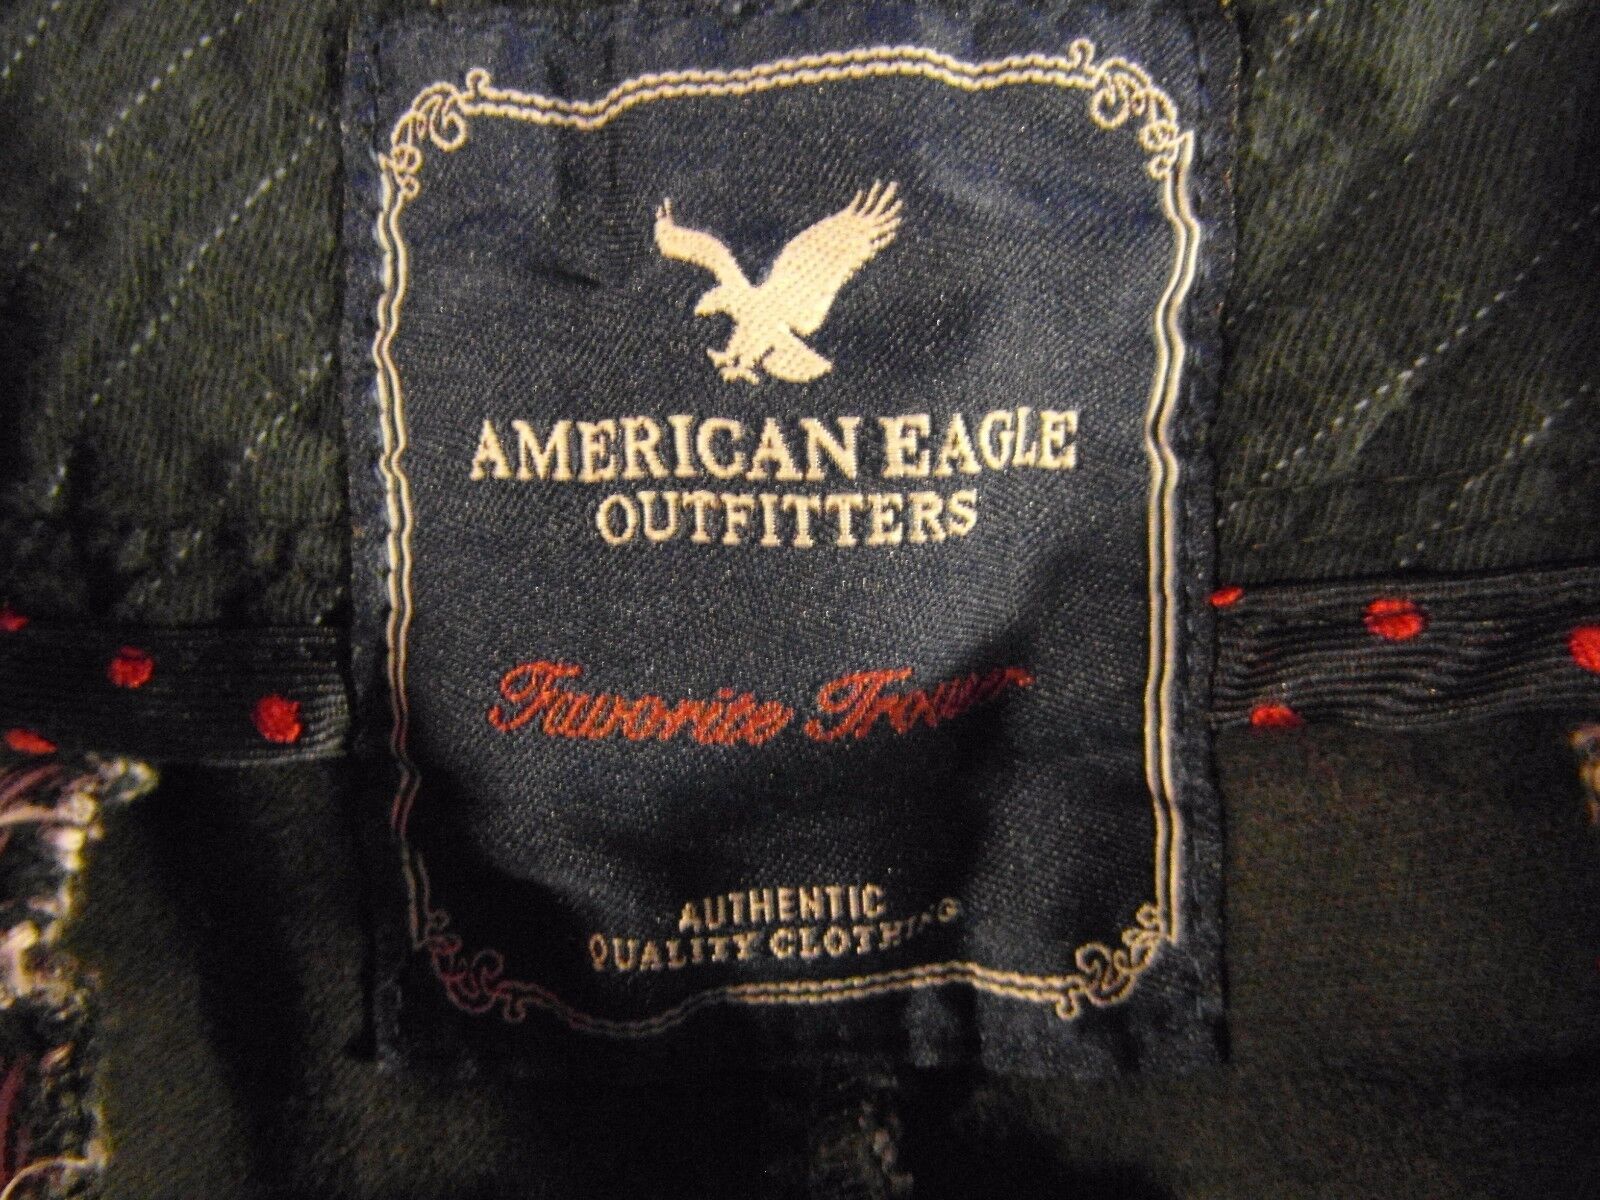 AMERICAN EAGLE
OUTFITTERS
Favorite Trouser
AUTHENTIC
QUALITY CLOTHING